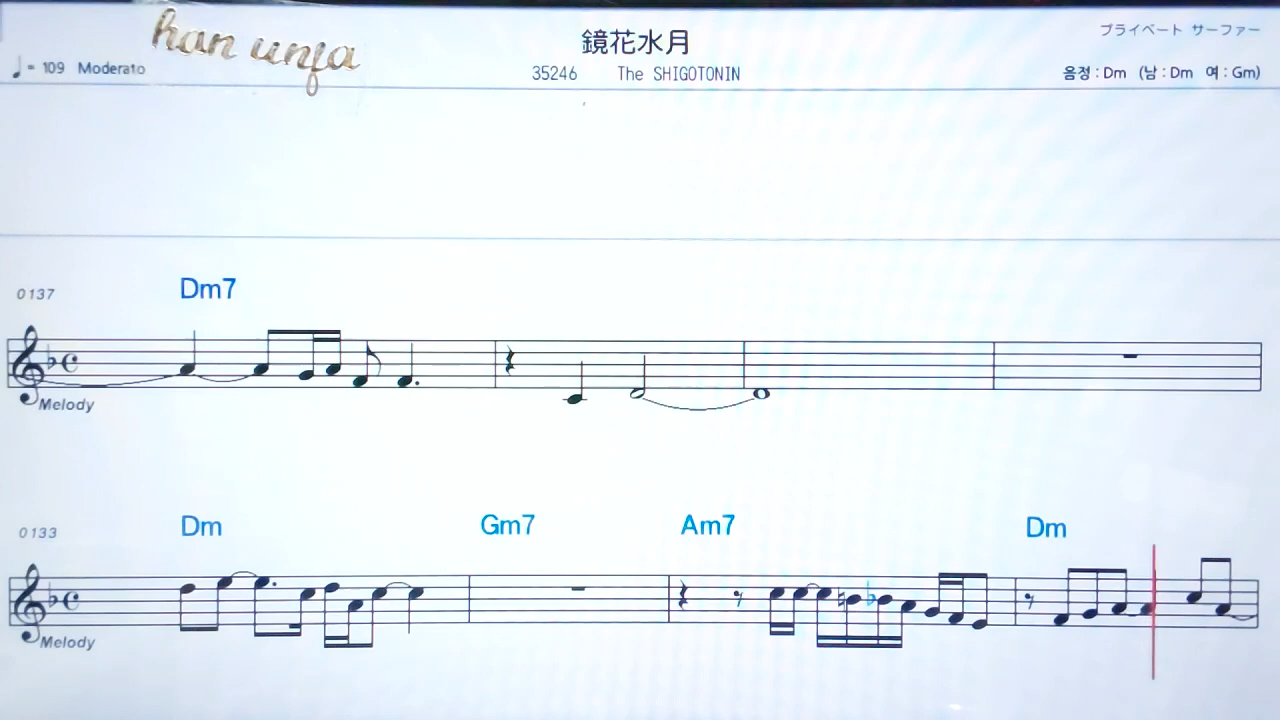 han unfa
鏡花水月
プライベート サーファー
♩= 109 Moderato
35246 The SHIGOTONIN
음정 : Dm (남 : Dm 여 : Gm)
Dm7
0137
Melody
Dm Gm7 Am7 Dm
0133
Melody